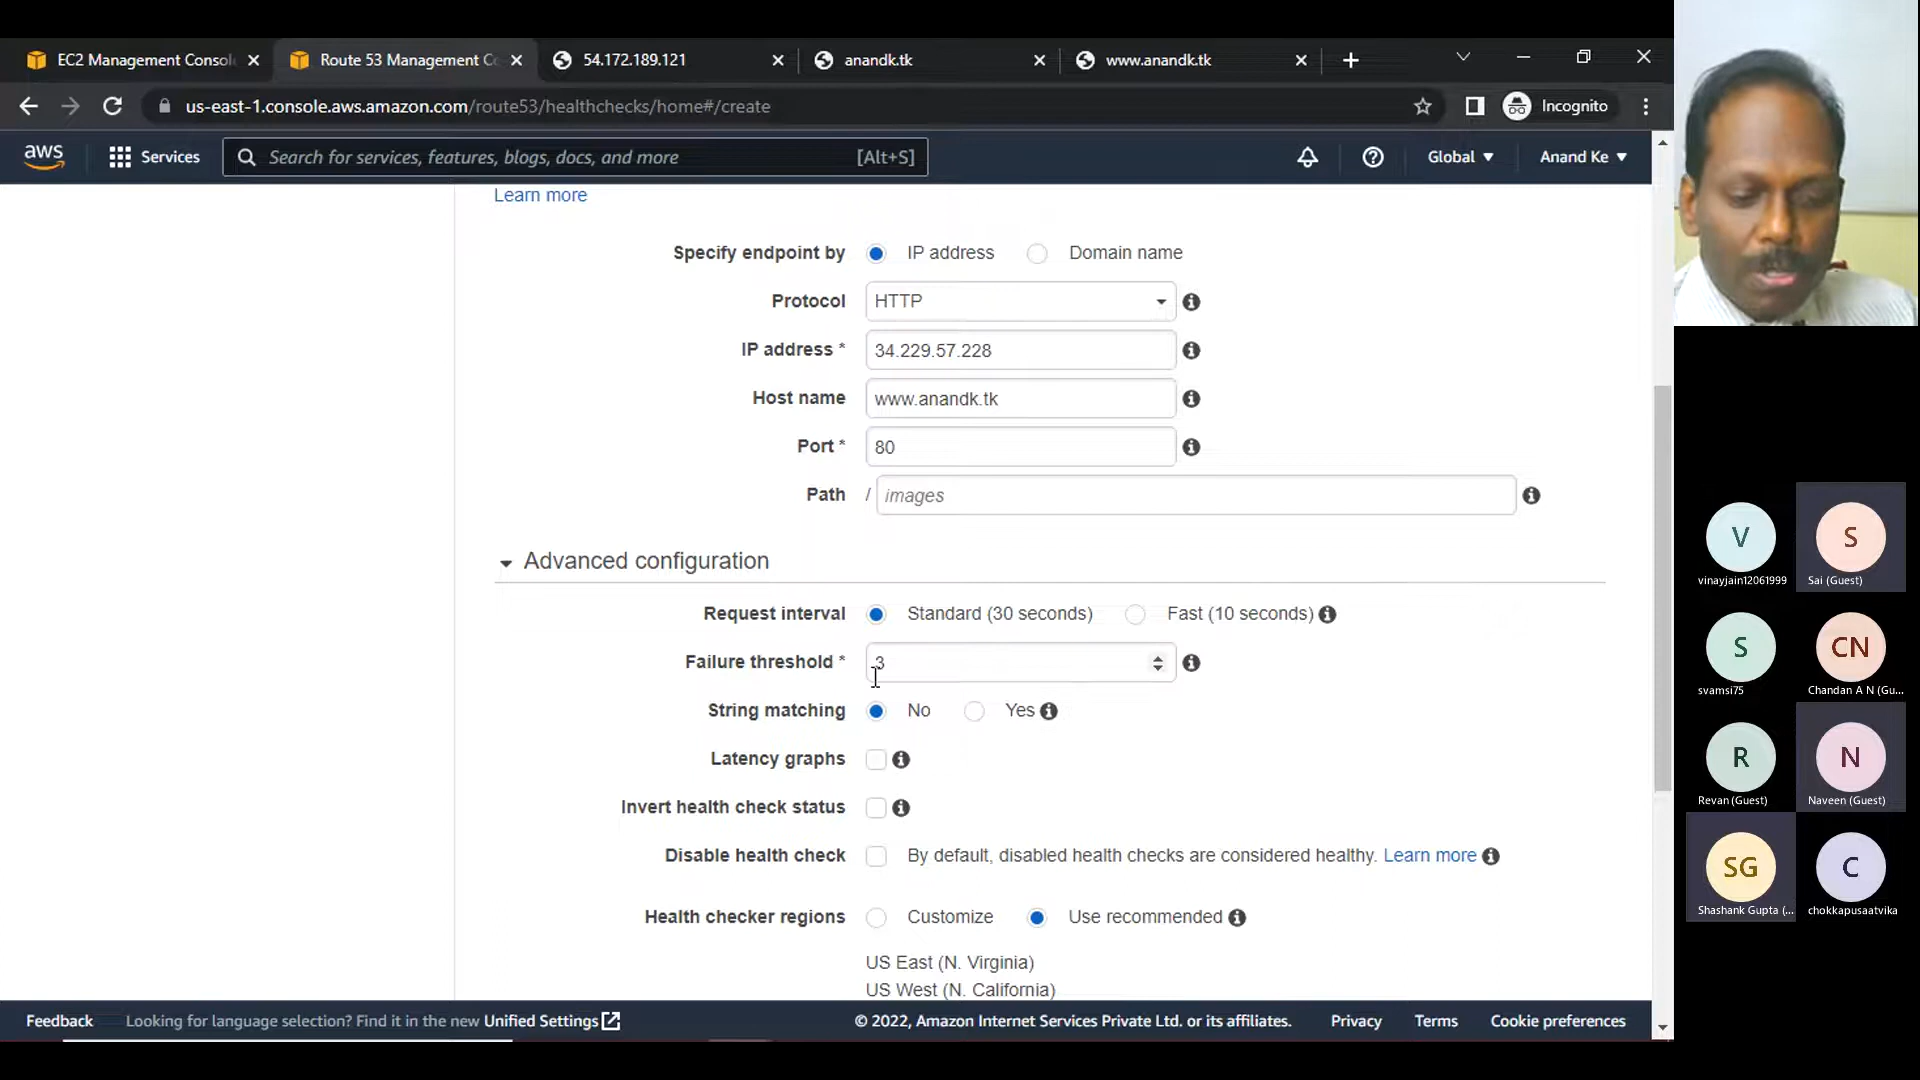 EC2 Management Consol
Route 53 Management Co
54.172.189.121
anandk.tk
www.anandk.tk
us-east-1.console.aws.amazon.com/route53/healthchecks/home#/create
Incognito
aws
Services
Search for services, features, blogs, docs, and more
[Alt+S]
Global
Anand Ke
Learn more
Specify endpoint by IP address Domain name
Protocol HTTP
IP address * 34.229.57.228
Host name www.anandk.tk
Port * 80
Path / images
Advanced configuration
Request interval Standard (30 seconds) Fast (10 seconds)
Failure threshold * 3
String matching No Yes
Latency graphs
Invert health check status
Disable health check By default, disabled health checks are considered healthy. Learn more
Health checker regions Customize Use recommended
US East (N. Virginia)
US West (N. California)
Feedback Looking for language selection? Find it in the new Unified Settings © 2022, Amazon Internet Services Private Ltd. or its affiliates. Privacy Terms Cookie preferences
V S
vinayjain12061999 Sai (Guest)
S CN
svamsi75 Chandan A N (Gu...
R N
Revan (Guest) Naveen (Guest)
SG C
Shashank Gupta (... chokkapusaatvika